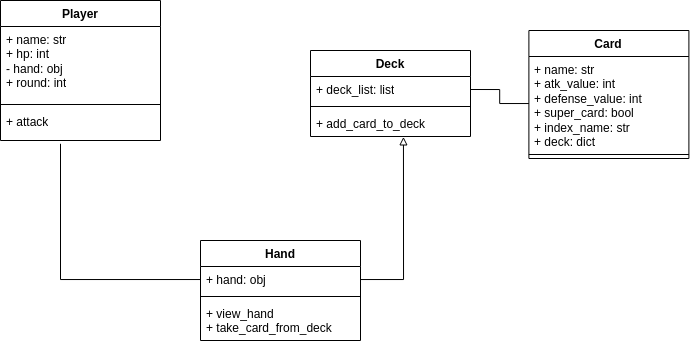 Player
+ name: str
+ hp: int
- hand: obj
+ round: int
+ attack
Deck
+ deck_list: list
+ add_card_to_deck
Card
+ name: str
+ atk_value: int
+ defense_value: int
+ super_card: bool
+ index_name: str
+ deck: dict
Hand
+ hand: obj
+ view_hand
+ take_card_from_deck